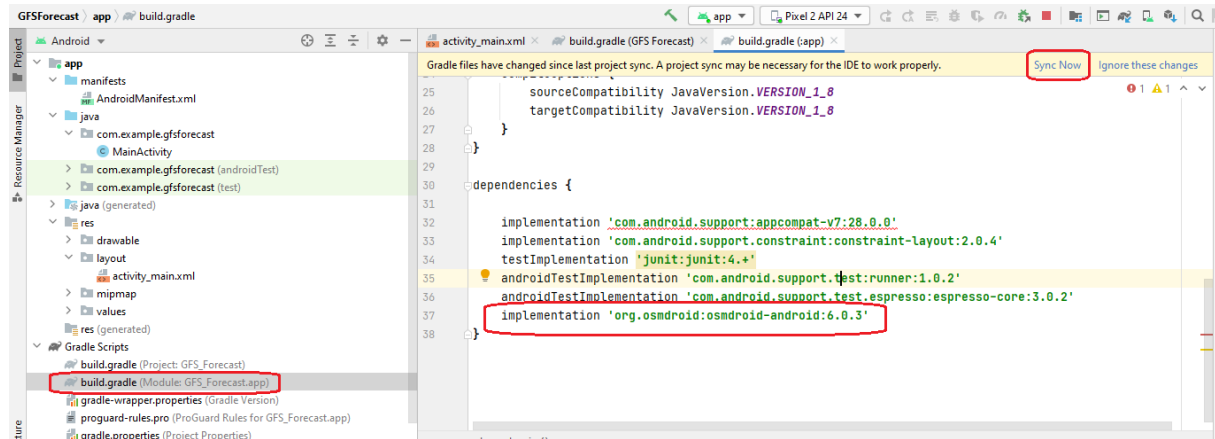 GFSForecast › app › build.gradle
app
Pixel 2 API 24
Project
Resource Manager
Android
app
manifests
AndroidManifest.xml
java
com.example.gfsforecast
MainActivity
com.example.gfsforecast (androidTest)
com.example.gfsforecast (test)
java (generated)
res
drawable
layout
activity_main.xml
mipmap
values
res (generated)
Gradle Scripts
build.gradle (Project: GFS_Forecast)
build.gradle (Module: GFS_Forecast.app)
gradle-wrapper.properties (Gradle Version)
proguard-rules.pro (ProGuard Rules for GFS_Forecast.app)
gradle.properties (Project Properties)
activity_main.xml
build.gradle (GFS Forecast)
build.gradle (:app)
Gradle files have changed since last project sync. A project sync may be necessary for the IDE to work properly.
Sync Now
Ignore these changes
1 1
25 sourceCompatibility JavaVersion.VERSION_1_8
26 targetCompatibility JavaVersion.VERSION_1_8
27 }
28 }
29
30 dependencies {
31
32 implementation 'com.android.support:appcompat-v7:28.0.0'
33 implementation 'com.android.support.constraint:constraint-layout:2.0.4'
34 testImplementation 'junit:junit:4.+'
35 androidTestImplementation 'com.android.support.test:runner:1.0.2'
36 androidTestImplementation 'com.android.support.test.espresso:espresso-core:3.0.2'
37 implementation 'org.osmdroid:osmdroid-android:6.0.3'
38 }